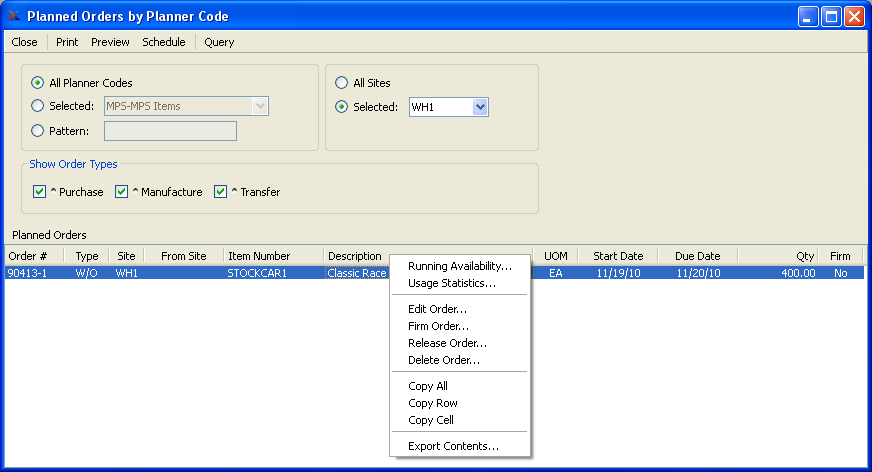 Planned Orders by Planner Code
Close Print Preview Schedule Query
All Planner Codes
Selected: MPS-MPS Items
Pattern:
All Sites
Selected: WH1
Show Order Types
^ Purchase ^ Manufacture ^ Transfer
Planned Orders
Order # Type Site From Site Item Number Description UOM Start Date Due Date Qty Firm
90413-1 W/O WH1 STOCKCAR1 Classic Race EA 11/19/10 11/20/10 400.00 No
Running Availability...
Usage Statistics...
Edit Order...
Firm Order...
Release Order...
Delete Order...
Copy All
Copy Row
Copy Cell
Export Contents...